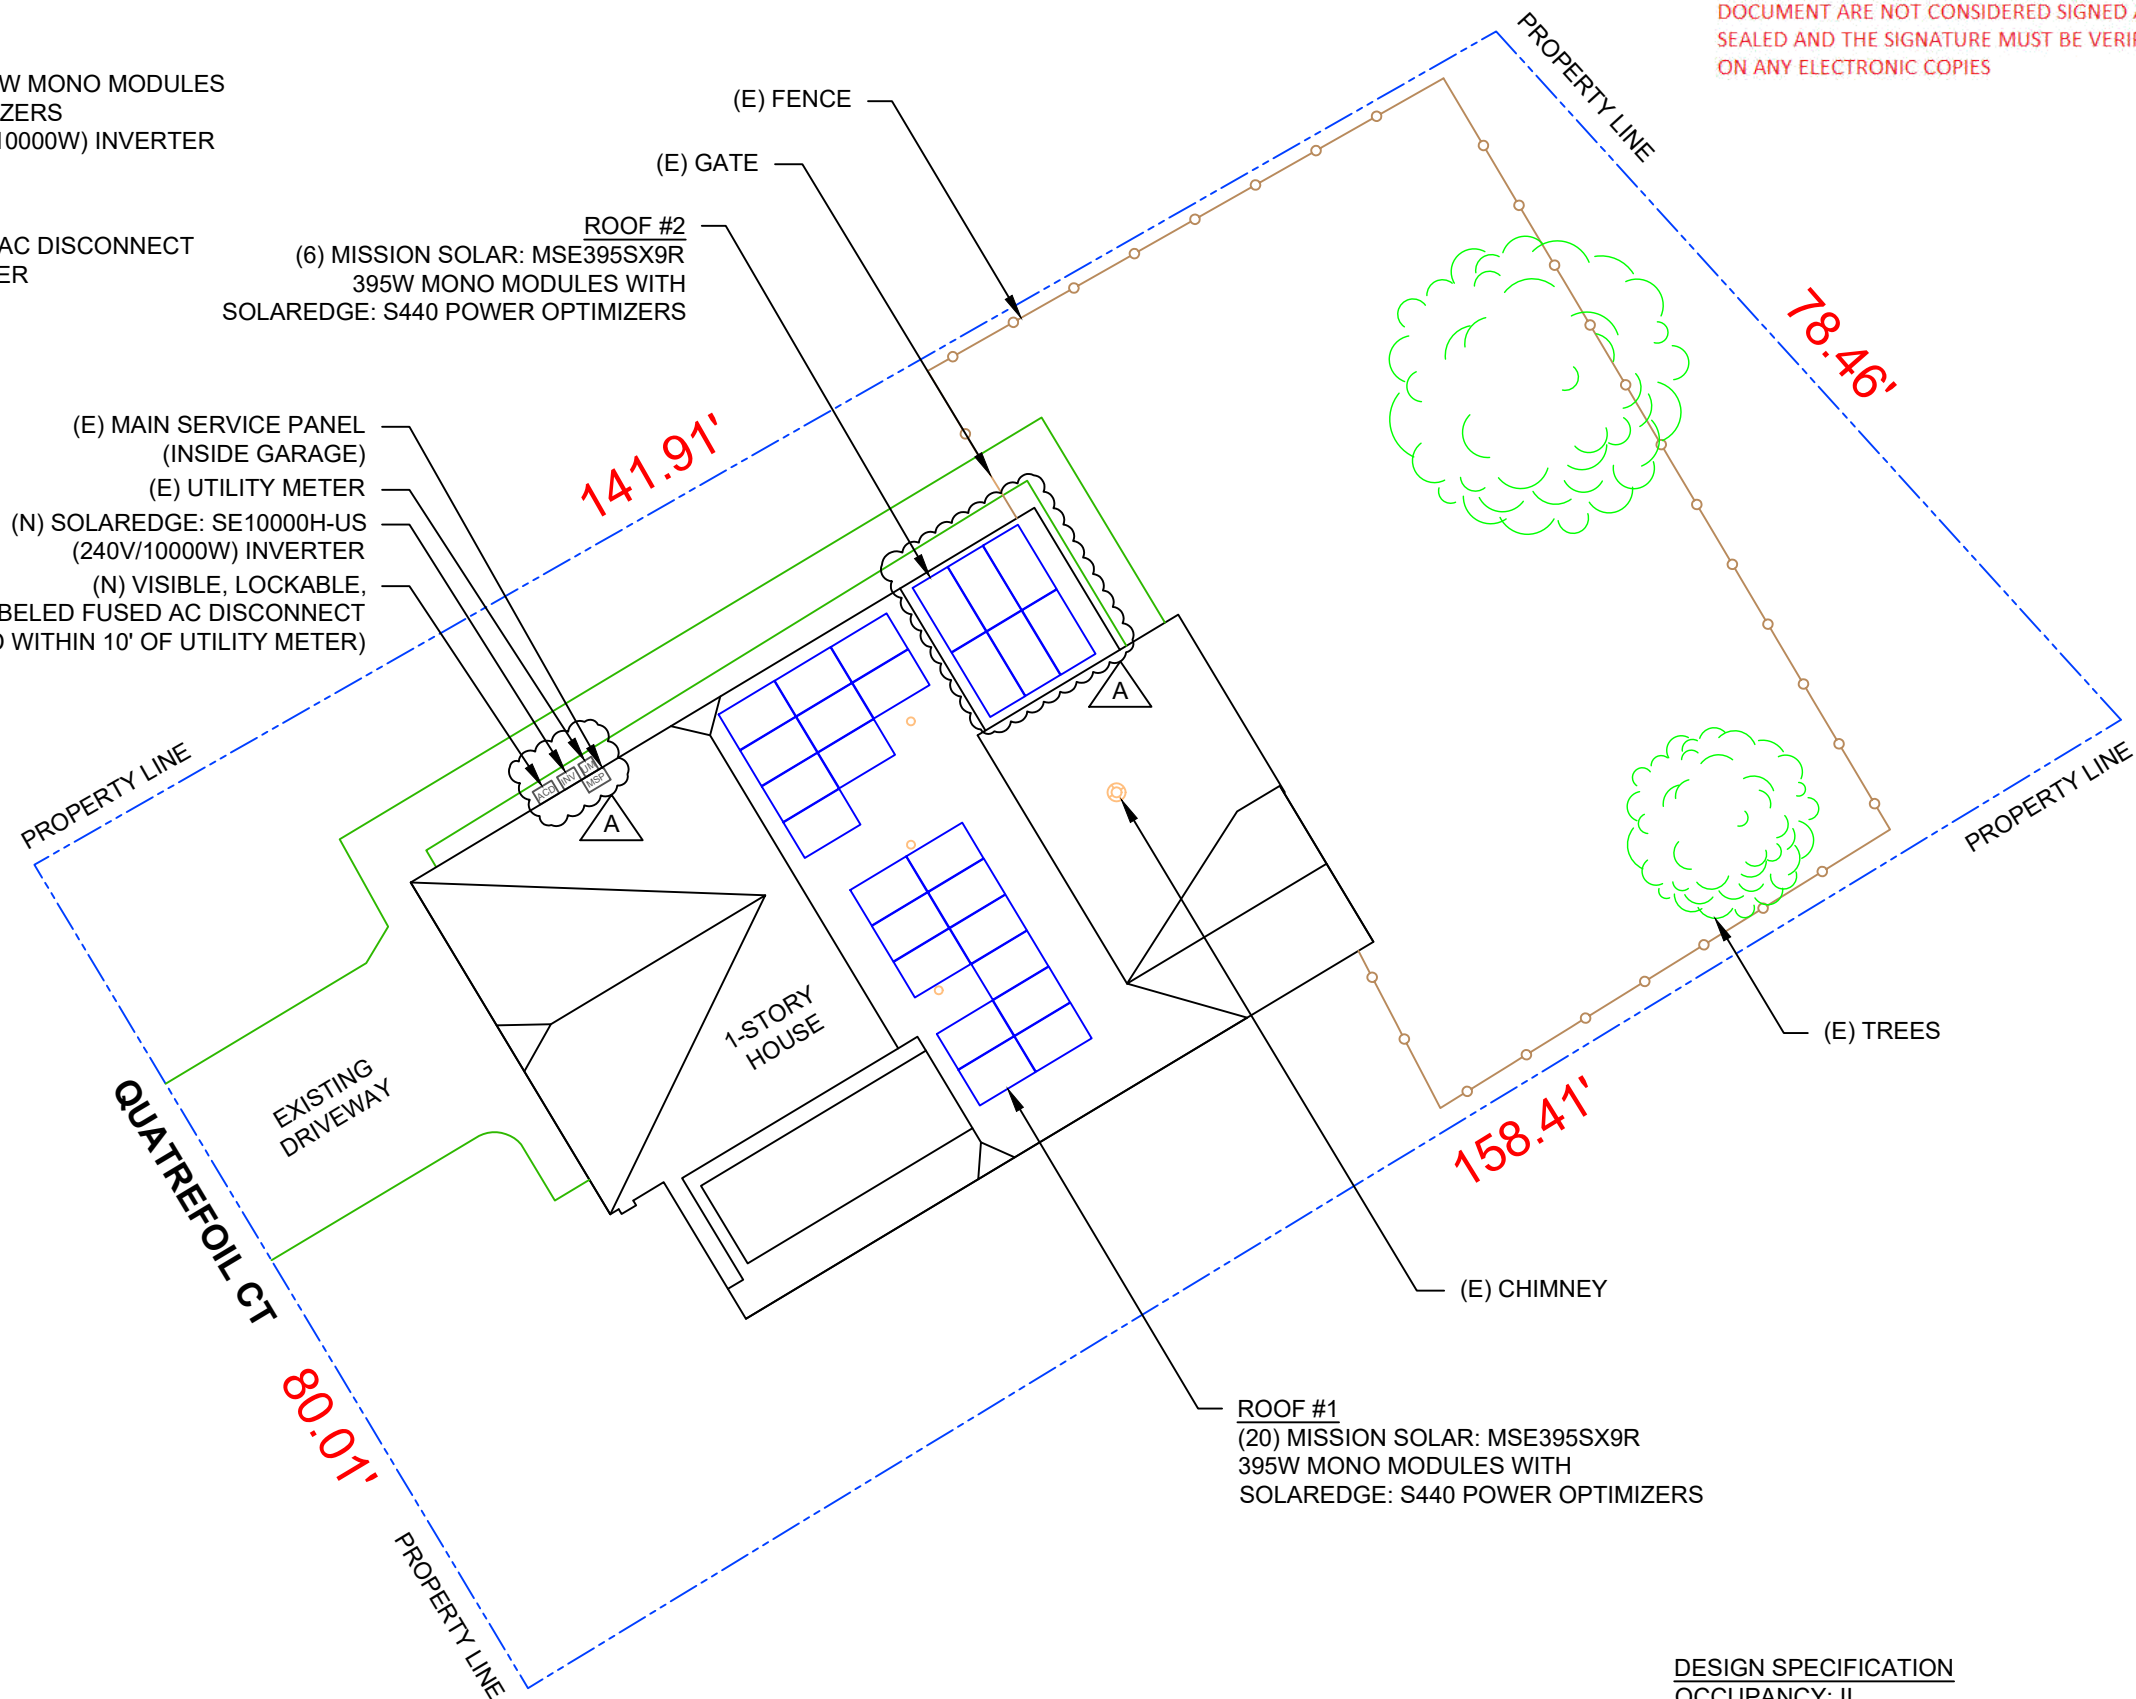 DOCUMENT ARE NOT CONSIDERED SIGNED
SEALED AND THE SIGNATURE MUST BE
ON ANY ELECTRONIC COPIES
W MONO MODULES
ZERS
10000W) INVERTER
AC DISCONNECT
ER
(E) FENCE
(E) GATE
ROOF #2
(6) MISSION SOLAR: MSE395SX9R
395W MONO MODULES WITH
SOLAREDGE: S440 POWER OPTIMIZERS
(E) MAIN SERVICE PANEL
(INSIDE GARAGE)
(E) UTILITY METER
(N) SOLAREDGE: SE10000H-US
(240V/10000W) INVERTER
(N) VISIBLE, LOCKABLE,
BELED FUSED AC DISCONNECT
WITHIN 10' OF UTILITY METER)
PROPERTY LINE
78.46'
141.91'
PROPERTY LINE
PROPERTY LINE
ACD
INV
UM
MSP
A
A
1-STORY
HOUSE
EXISTING
DRIVEWAY
QUATREFOIL CT
80.01'
PROPERTY LINE
158.41'
(E) TREES
(E) CHIMNEY
ROOF #1
(20) MISSION SOLAR: MSE395SX9R
395W MONO MODULES WITH
SOLAREDGE: S440 POWER OPTIMIZERS
DESIGN SPECIFICATION
OCCUPANCY: II